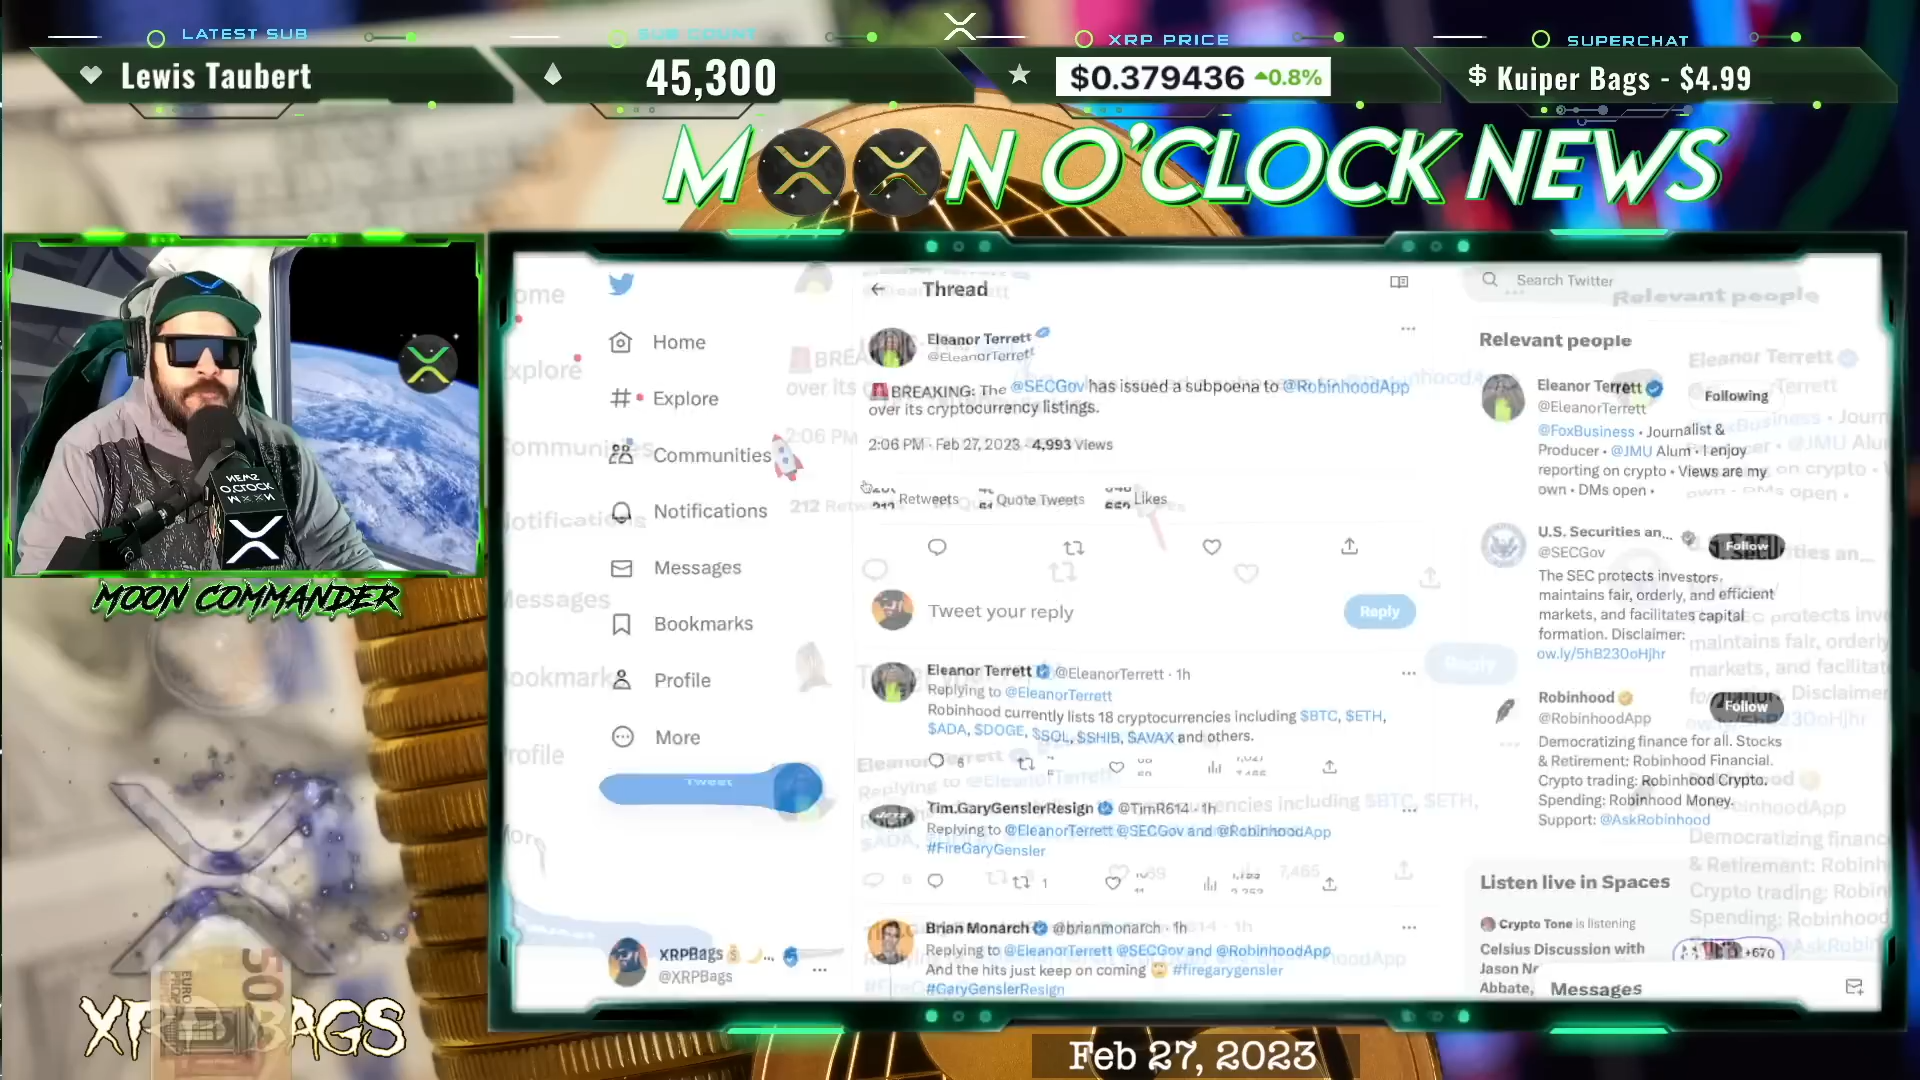 LATEST SUB
SUB COUNT
XRP PRICE
SUPERCHAT
Lewis Taubert
45,300
$0.379436 0.8%
$ Kuiper Bags - $4.99
MOON O'CLOCK NEWS
MOON COMMANDER
XRP BAGS
Home
Explore
Communities
Notifications
Messages
Bookmarks
Profile
More
Tweet
XRPBags
@XRPBags
Thread
Eleanor Terrett
@EleanorTerrett
BREAKING: The @SECGov has issued a subpoena to @RobinhoodApp
over its cryptocurrency listings.
2:06 PM · Feb 27, 2023 · 4,993 Views
Retweets Quote Tweets Likes
Tweet your reply
Reply
Eleanor Terrett @EleanorTerrett · 1h
Replying to @EleanorTerrett
Robinhood currently lists 18 cryptocurrencies including $BTC, $ETH,
$ADA, $DOGE, $SOL, $SHIB, $AVAX and others.
6
Tim.GaryGenslerResign @TimR614 · 1h
Replying to @EleanorTerrett @SECGov and @RobinhoodApp
#FireGaryGensler
1
Brian Monarch @brianmonarch · 1h
Replying to @EleanorTerrett @SECGov and @RobinhoodApp
And the hits just keep on coming #firegarygensler
#GaryGenslerResign
Search Twitter
Relevant people
Eleanor Terrett
@EleanorTerrett
Following
@FoxBusiness · Journalist &
Producer · @JMU Alum · I enjoy
reporting on crypto · Views are my
own · DMs open ·
U.S. Securities an...
@SECGov
Follow
The SEC protects investors,
maintains fair, orderly, and efficient
markets, and facilitates capital
formation. Disclaimer:
ow.ly/5hB230oHjhr
Robinhood
@RobinhoodApp
Follow
Democratizing finance for all. Stocks
& Retirement: Robinhood Financial.
Crypto trading: Robinhood Crypto.
Spending: Robinhood Money.
Support: @AskRobinhood
Listen live in Spaces
Crypto Tone is listening
Celsius Discussion with
Jason
Abbate,
+670
Messages
Feb 27, 2023